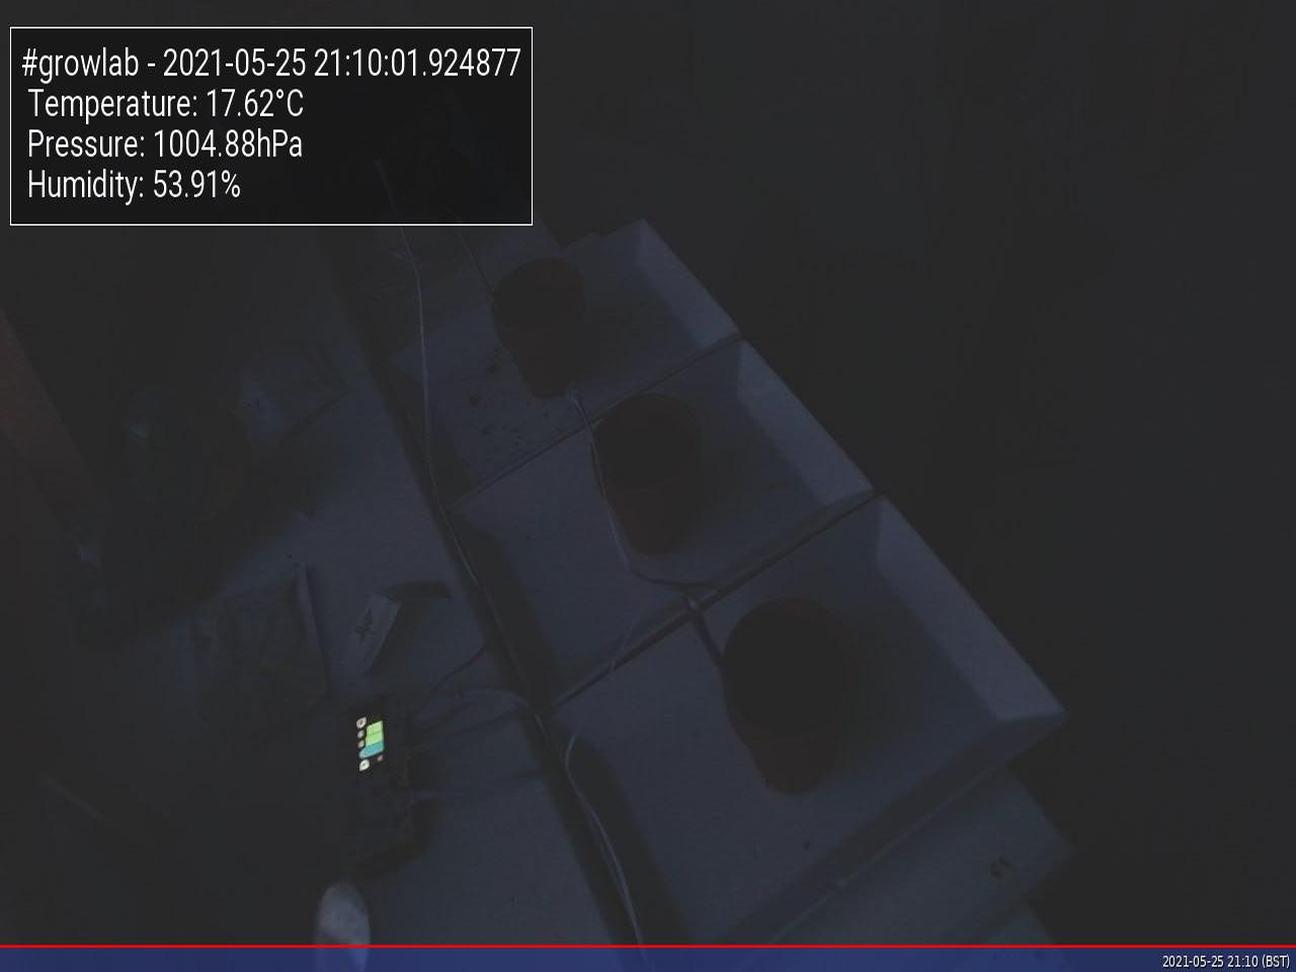 #growlab - 2021-05-25 21:10:01.924877
Temperature: 17.62°C
Pressure: 1004.88hPa
Humidity: 53.91%
2021-05-25 21:10 (BST)